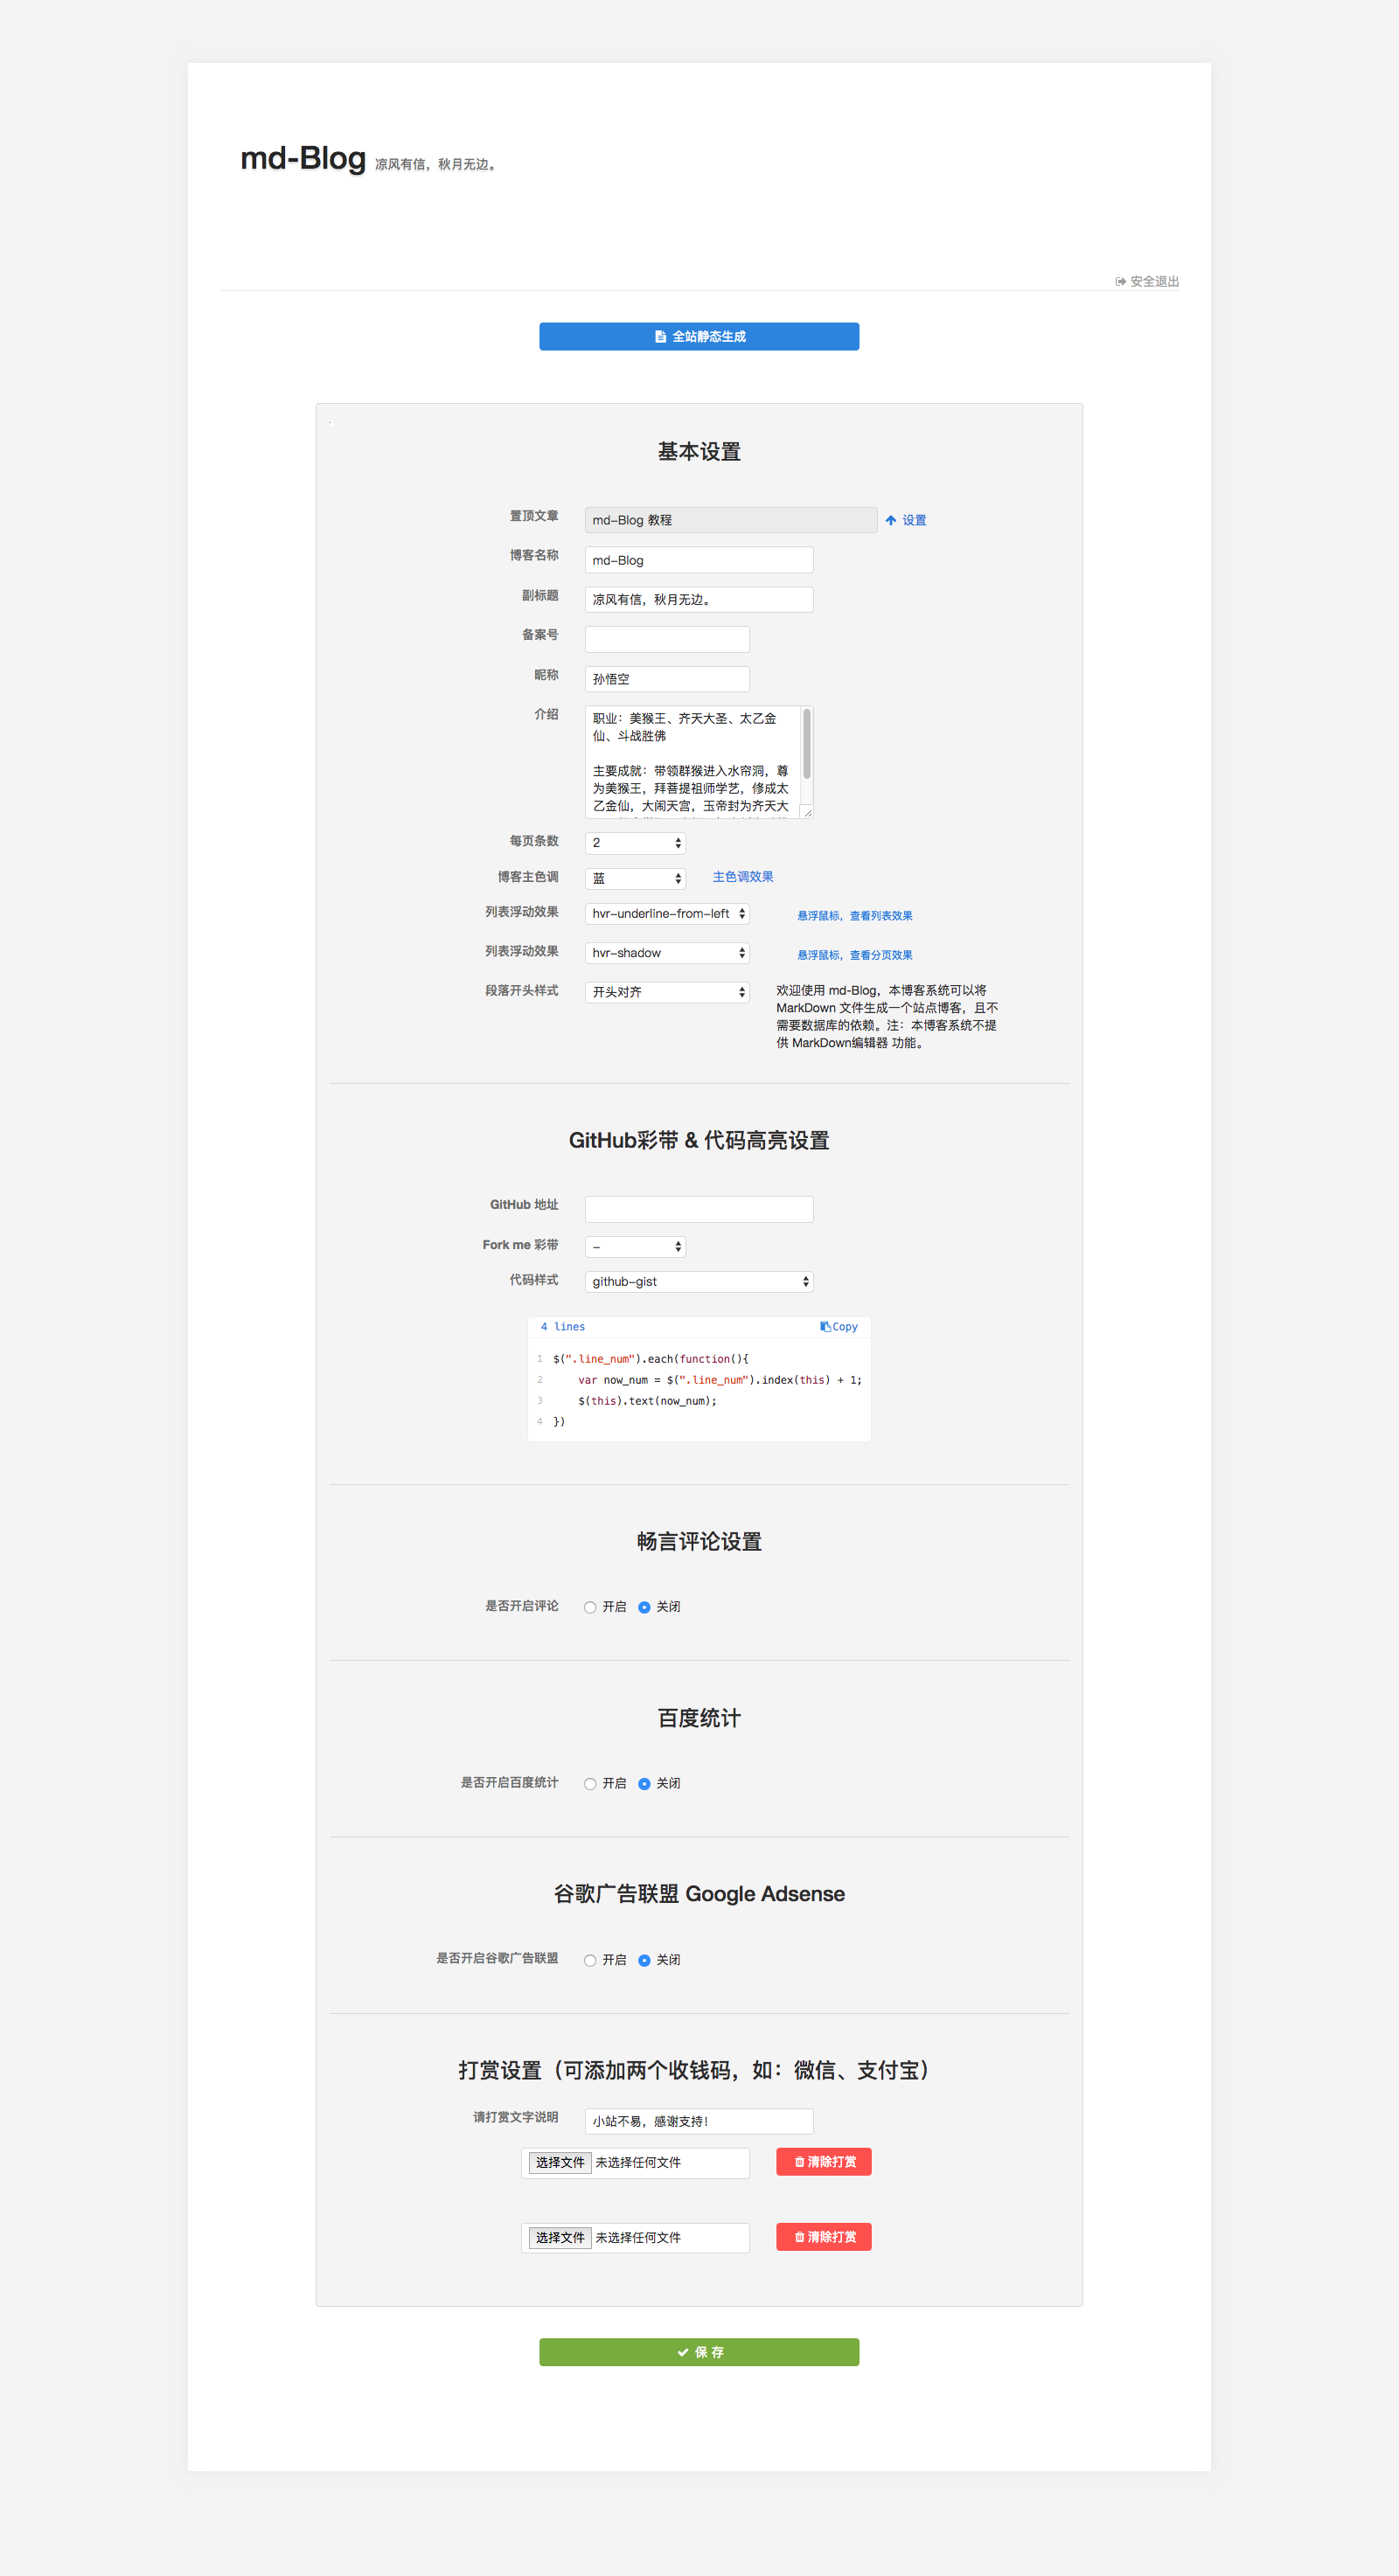 md-Blog 凉风有信，秋月无边。
安全退出
全站静态生成
基本设置
置顶文章 md-Blog 教程 设置
博客名称 md-Blog
副标题 凉风有信，秋月无边。
备案号
昵称 孙悟空
介绍 职业：美猴王、齐天大圣、太乙金
仙、斗战胜佛
主要成就：带领群猴进入水帘洞，尊
为美猴王，拜菩提祖师学艺，修成太
乙金仙，大闹天宫，玉帝封为齐天大
每页条数 2
博客主色调 蓝 主色调效果
列表浮动效果 hvr-underline-from-left 悬浮鼠标，查看列表效果
列表浮动效果 hvr-shadow 悬浮鼠标，查看分页效果
段落开头样式 开头对齐 欢迎使用 md-Blog，本博客系统可以将
MarkDown 文件生成一个站点博客，且不
需要数据库的依赖。注：本博客系统不提
供 MarkDown编辑器 功能。
GitHub彩带 & 代码高亮设置
GitHub 地址
Fork me 彩带 –
代码样式 github-gist
4 lines Copy
1 $(".line_num").each(function(){
2 var now_num = $(".line_num").index(this) + 1;
3 $(this).text(now_num);
4 })
畅言评论设置
是否开启评论 开启 关闭
百度统计
是否开启百度统计 开启 关闭
谷歌广告联盟 Google Adsense
是否开启谷歌广告联盟 开启 关闭
打赏设置（可添加两个收钱码，如：微信、支付宝）
请打赏文字说明 小站不易，感谢支持！
选择文件 未选择任何文件 清除打赏
选择文件 未选择任何文件 清除打赏
保 存